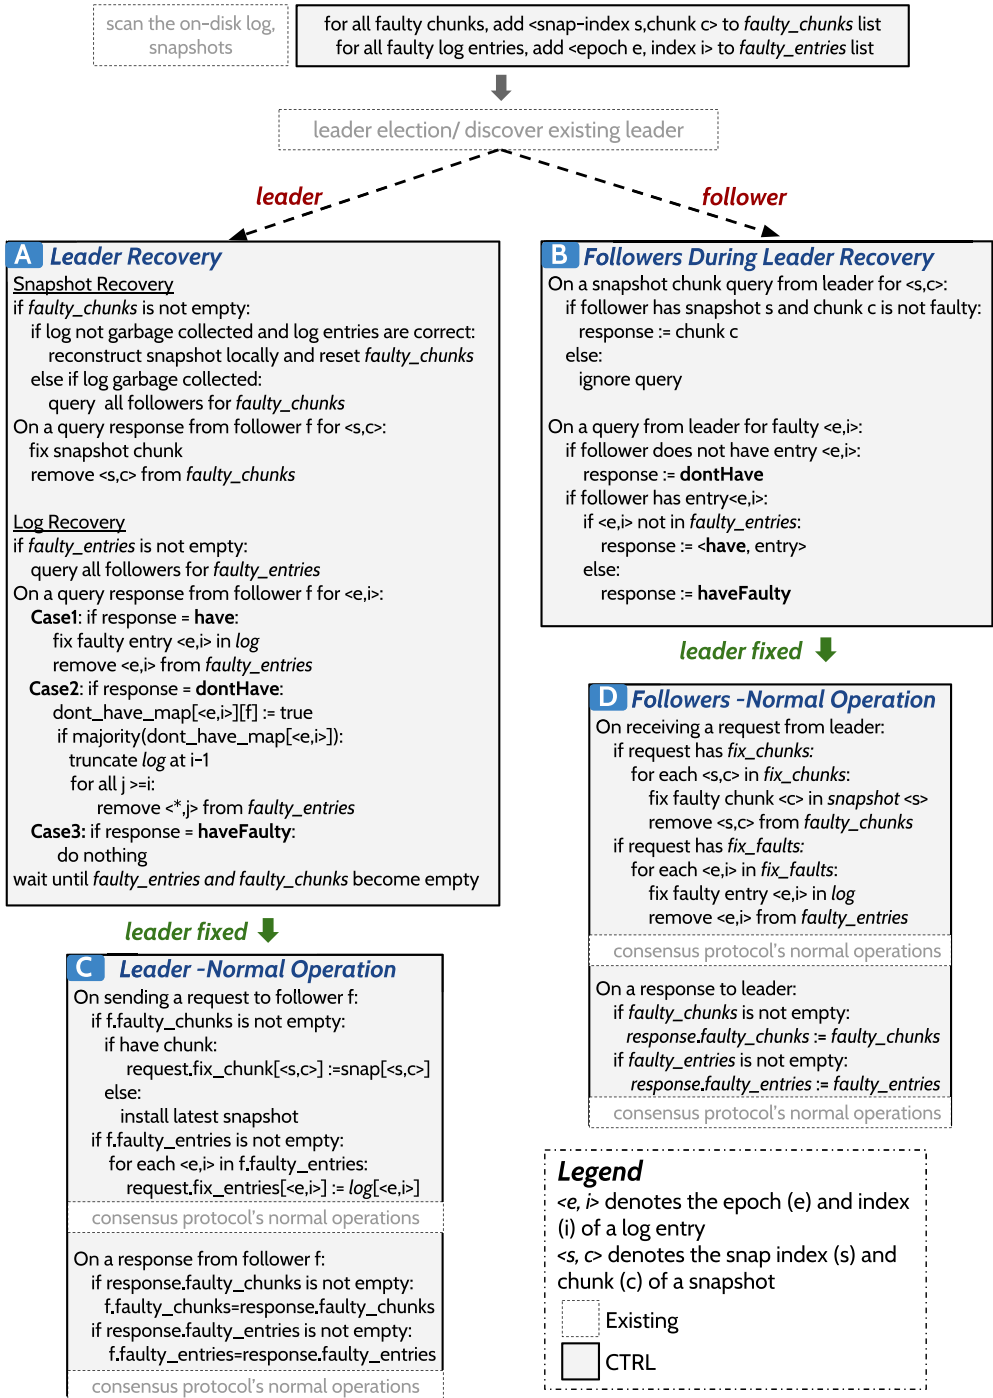 scan the on-disk log,
snapshots
for all faulty chunks, add <snap-index s,chunk c> to faulty_chunks list
for all faulty log entries, add <epoch e, index i> to faulty_entries list
leader election/ discover existing leader
leader
follower
A Leader Recovery
Snapshot Recovery
if faulty_chunks is not empty:
if log not garbage collected and log entries are correct:
reconstruct snapshot locally and reset faulty_chunks
else if log garbage collected:
query all followers for faulty_chunks
On a query response from follower f for <s,c>:
fix snapshot chunk
remove <s,c> from faulty_chunks
Log Recovery
if faulty_entries is not empty:
query all followers for faulty_entries
On a query response from follower f for <e,i>:
Case1: if response = have:
fix faulty entry <e,i> in log
remove <e,i> from faulty_entries
Case2: if response = dontHave:
dont_have_map[<e,i>][f] := true
if majority(dont_have_map[<e,i>]):
truncate log at i-1
for all j >=i:
remove <*,j> from faulty_entries
Case3: if response = haveFaulty:
do nothing
wait until faulty_entries and faulty_chunks become empty
B Followers During Leader Recovery
On a snapshot chunk query from leader for <s,c>:
if follower has snapshot s and chunk c is not faulty:
response := chunk c
else:
ignore query
On a query from leader for faulty <e,i>:
if follower does not have entry <e,i>:
response := dontHave
if follower has entry<e,i>:
if <e,i> not in faulty_entries:
response := <have, entry>
else:
response := haveFaulty
leader fixed
C Leader -Normal Operation
On sending a request to follower f:
if f.faulty_chunks is not empty:
if have chunk:
request.fix_chunk[<s,c>] :=snap[<s,c>]
else:
install latest snapshot
if f.faulty_entries is not empty:
for each <e,i> in f.faulty_entries:
request.fix_entries[<e,i>] := log[<e,i>]
consensus protocol's normal operations
On a response from follower f:
if response.faulty_chunks is not empty:
f.faulty_chunks=response.faulty_chunks
if response.faulty_entries is not empty:
f.faulty_entries=response.faulty_entries
consensus protocol's normal operations
leader fixed
D Followers -Normal Operation
On receiving a request from leader:
if request has fix_chunks:
for each <s,c> in fix_chunks:
fix faulty chunk <c> in snapshot <s>
remove <s,c> from faulty_chunks
if request has fix_faults:
for each <e,i> in fix_faults:
fix faulty entry <e,i> in log
remove <e,i> from faulty_entries
consensus protocol's normal operations
On a response to leader:
if faulty_chunks is not empty:
response.faulty_chunks := faulty_chunks
if faulty_entries is not empty:
response.faulty_entries := faulty_entries
consensus protocol's normal operations
Legend
<e, i> denotes the epoch (e) and index
(i) of a log entry
<s, c> denotes the snap index (s) and
chunk (c) of a snapshot
Existing
CTRL